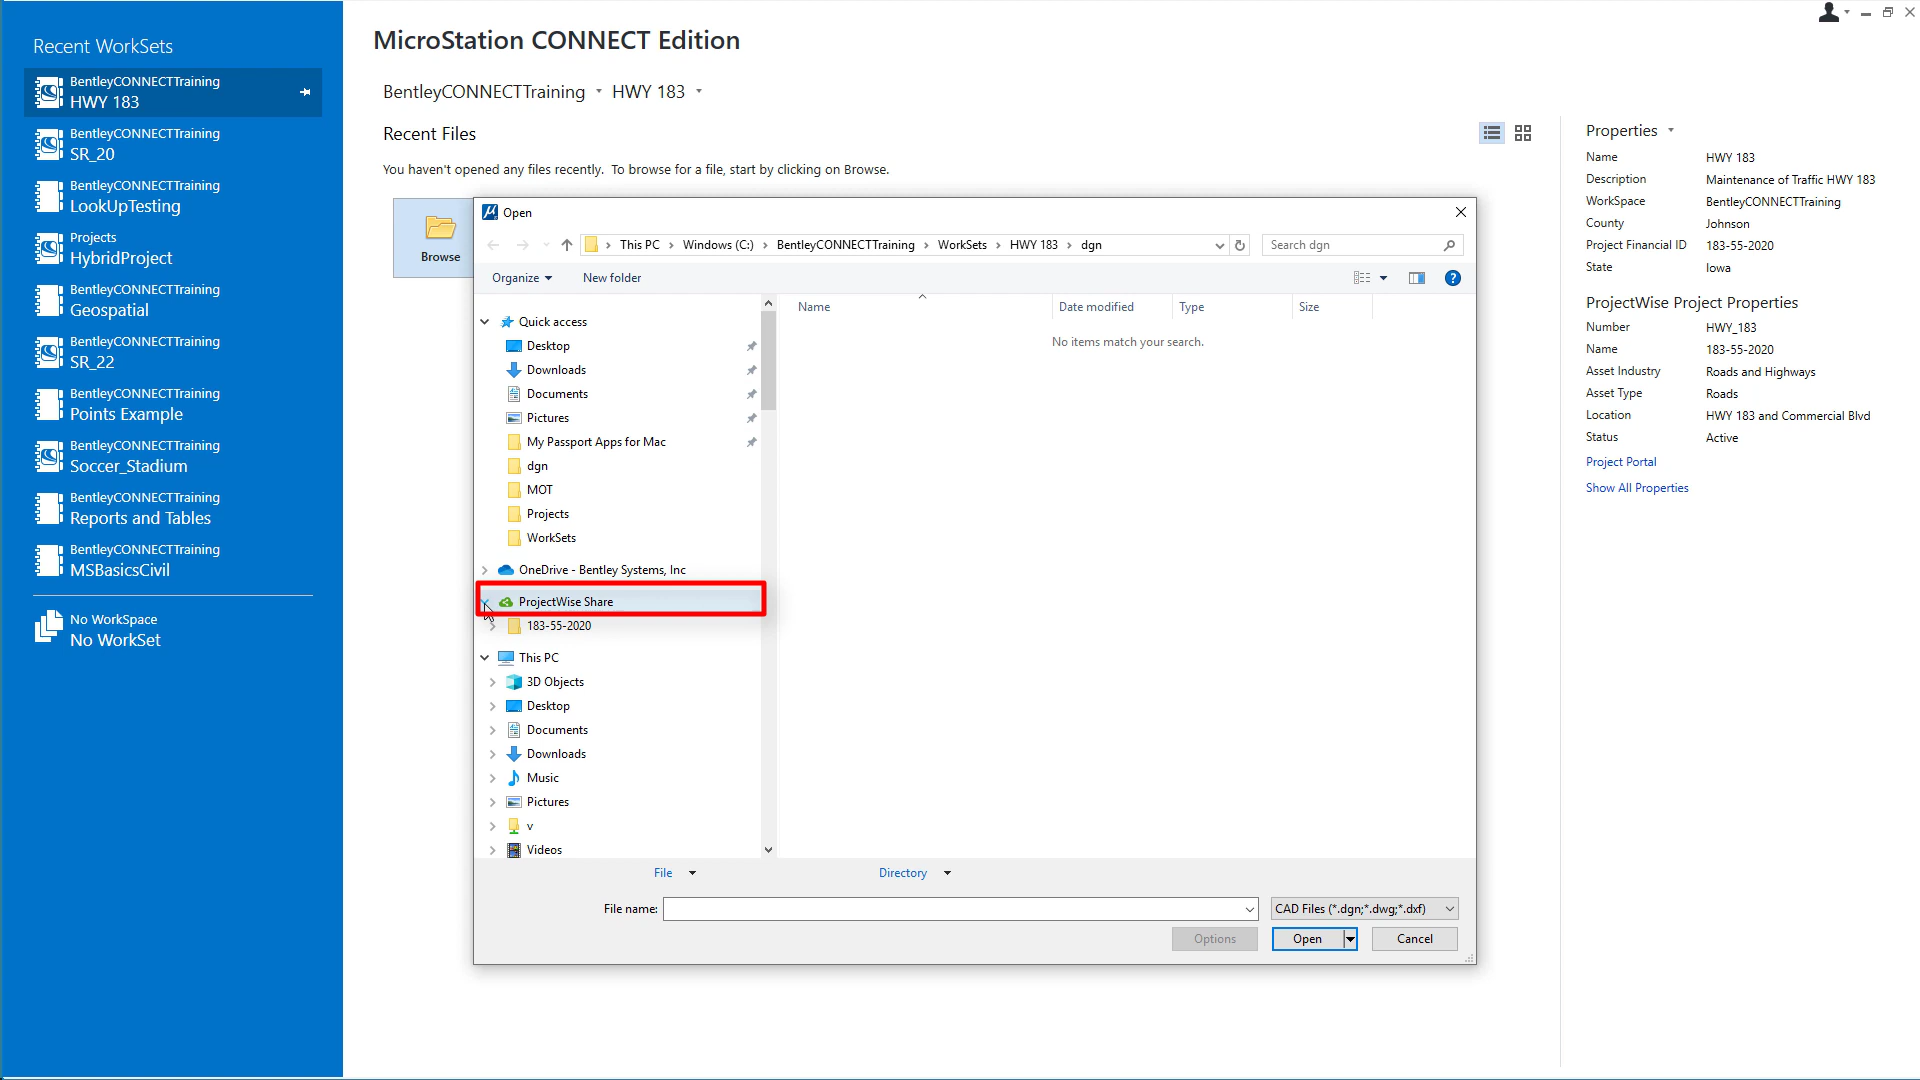 Recent WorkSets
BentleyCONNECTTraining
HWY 183
BentleyCONNECTTraining
SR_20
BentleyCONNECTTraining
LookUpTesting
Projects
HybridProject
BentleyCONNECTTraining
Geospatial
BentleyCONNECTTraining
SR_22
BentleyCONNECTTraining
Points Example
BentleyCONNECTTraining
Soccer_Stadium
BentleyCONNECTTraining
Reports and Tables
BentleyCONNECTTraining
MSBasicsCivil
No WorkSpace
No WorkSet
MicroStation CONNECT Edition
BentleyCONNECTTraining HWY 183
Recent Files
You haven't opened any files recently. To browse for a file, start by clicking on Browse.
Browse
Open
This PC Windows (C:) BentleyCONNECTTraining WorkSets HWY 183 dgn
Search dgn
Organize New folder
Quick access
Desktop
Downloads
Documents
Pictures
My Passport Apps for Mac
dgn
MOT
Projects
WorkSets
OneDrive - Bentley Systems, Inc
ProjectWise Share
183-55-2020
This PC
3D Objects
Desktop
Documents
Downloads
Music
Pictures
v
Videos
Name Date modified Type Size
No items match your search.
File Directory
File name: CAD Files (*.dgn;*.dwg;*.dxf)
Options Open Cancel
Properties
Name HWY 183
Description Maintenance of Traffic HWY 183
WorkSpace BentleyCONNECTTraining
County Johnson
Project Financial ID 183-55-2020
State Iowa
ProjectWise Project Properties
Number HWY_183
Name 183-55-2020
Asset Industry Roads and Highways
Asset Type Roads
Location HWY 183 and Commercial Blvd
Status Active
Project Portal
Show All Properties